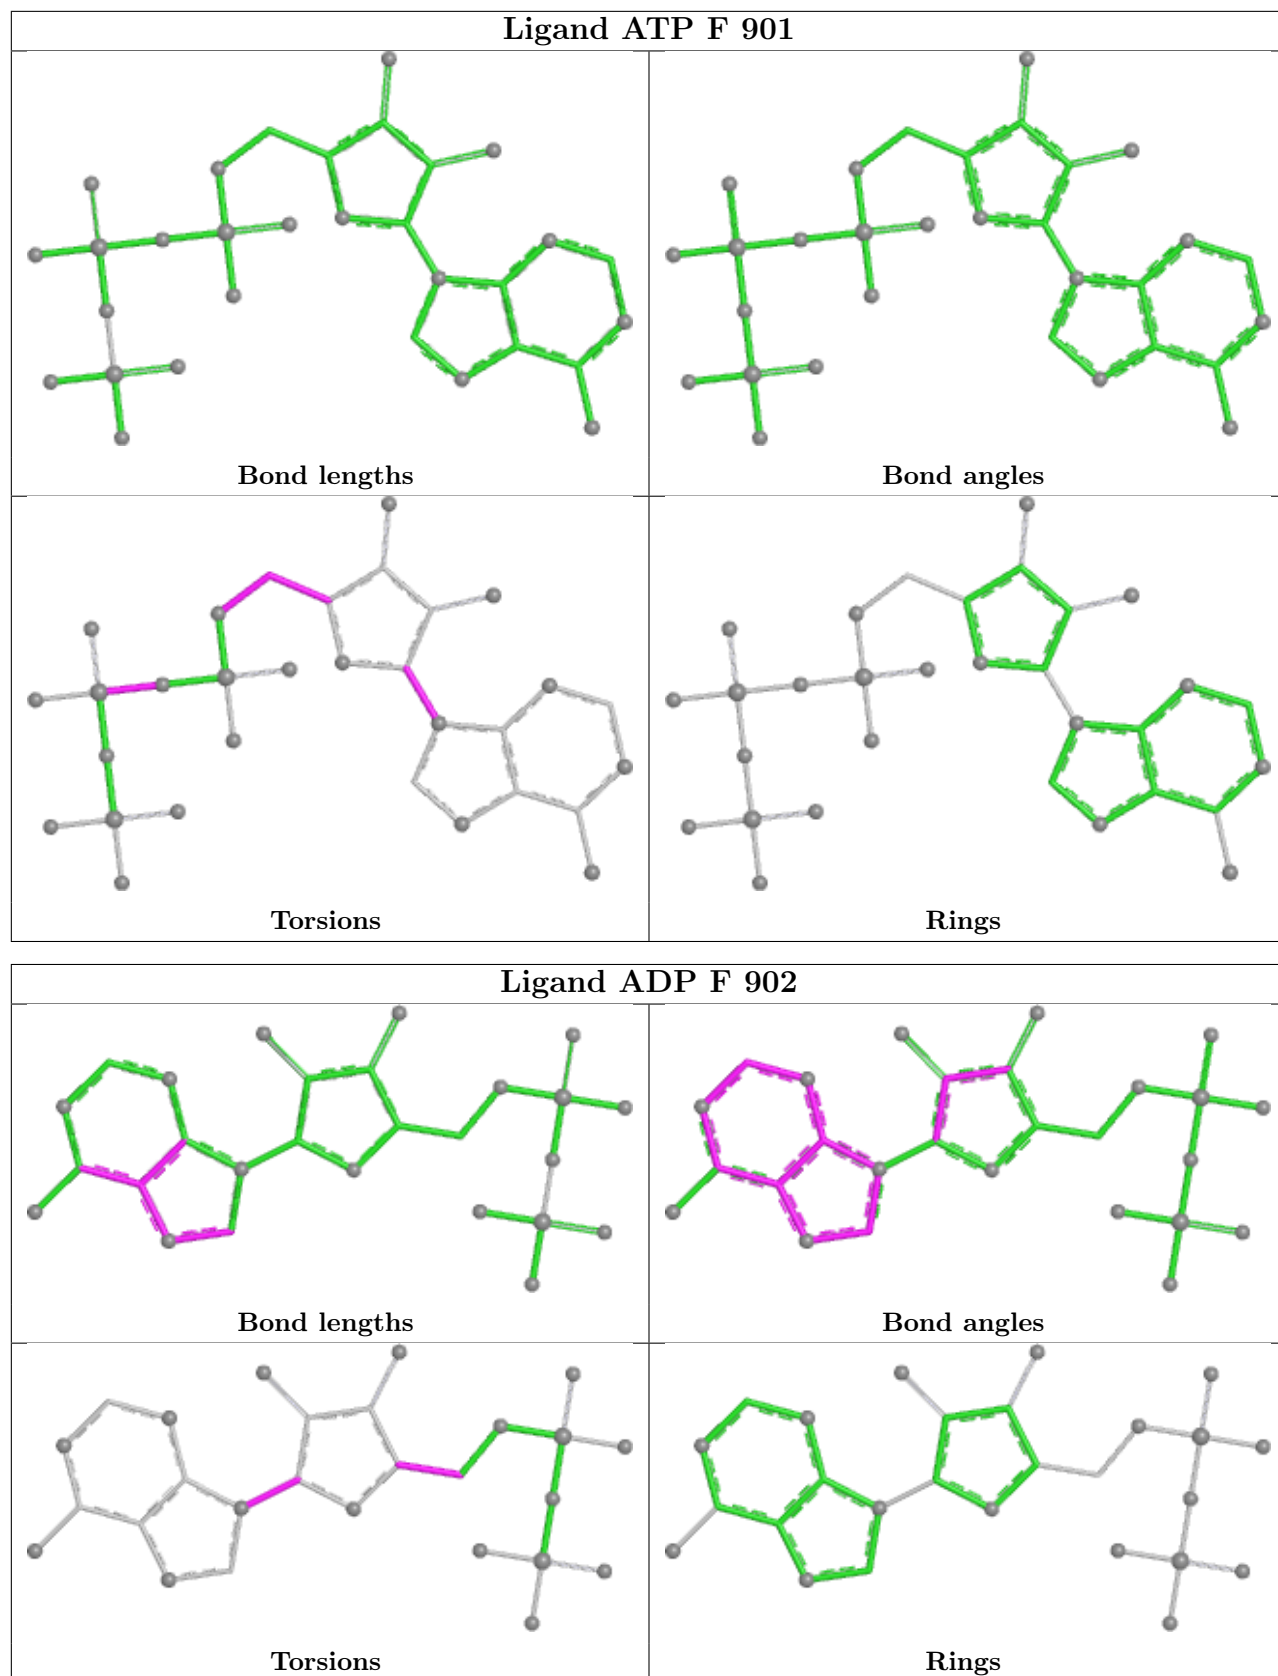 Ligand ATP F 901
Bond lengths
Bond angles
Torsions
Rings
Ligand ADP F 902
Bond lengths
Bond angles
Torsions
Rings